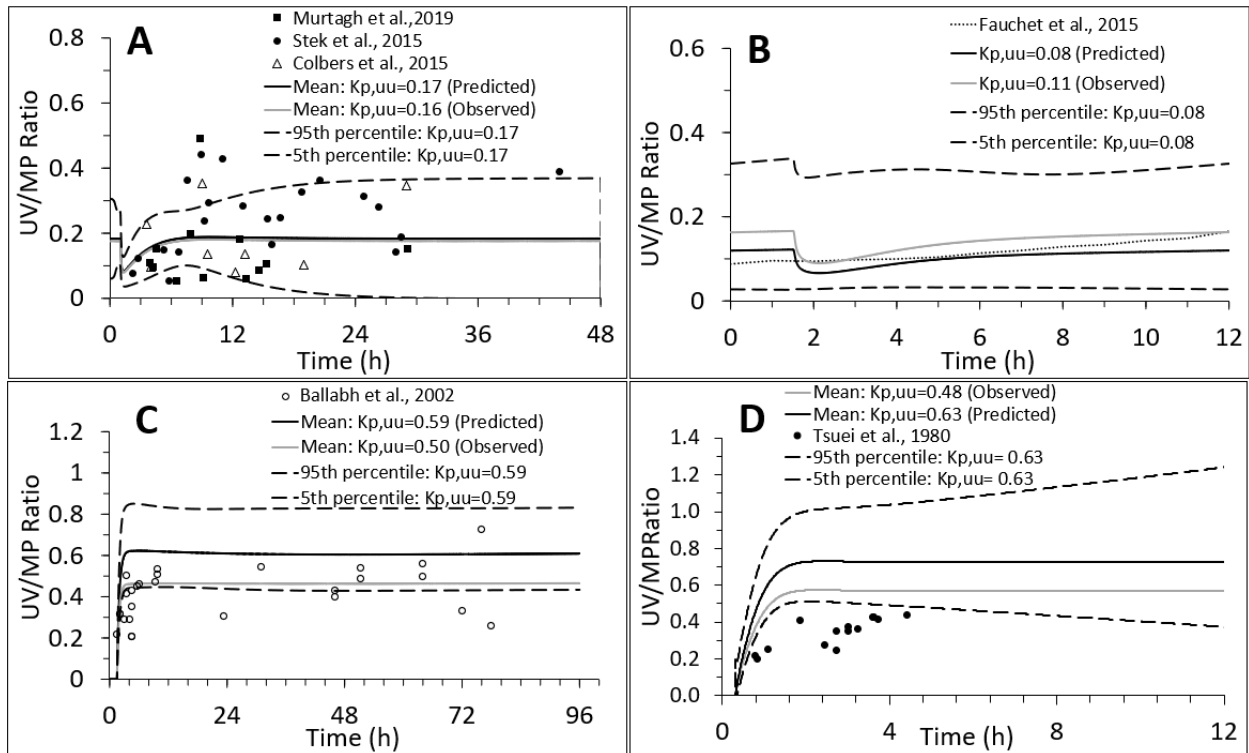 A
Murtagh et al.,2019
Stek et al., 2015
Colbers et al., 2015
Mean: Kp,uu=0.17 (Predicted)
Mean: Kp,uu=0.16 (Observed)
95th percentile: Kp,uu=0.17
5th percentile: Kp,uu=0.17
UV/MP Ratio
0.8
0.6
0.4
0.2
0
0 12 24 36 48
Time (h)
B
Fauchet et al., 2015
Kp,uu=0.08 (Predicted)
Kp,uu=0.11 (Observed)
95th percentile: Kp,uu=0.08
5th percentile: Kp,uu=0.08
UV/MP Ratio
0.6
0.4
0.2
0
0 2 4 6 8 10 12
Time (h)
C
Ballabh et al., 2002
Mean: Kp,uu=0.59 (Predicted)
Mean: Kp,uu=0.50 (Observed)
95th percentile: Kp,uu=0.59
5th percentile: Kp,uu=0.59
UV/MP Ratio
1.2
1
0.8
0.6
0.4
0.2
0
0 24 48 72 96
Time (h)
D
Mean: Kp,uu=0.48 (Observed)
Mean: Kp,uu=0.63 (Predicted)
Tsuei et al., 1980
95th percentile: Kp,uu= 0.63
5th percentile: Kp,uu= 0.63
UV/MPRatio
1.4
1.2
1.0
0.8
0.6
0.4
0.2
0.0
0 4 8 12
Time (h)